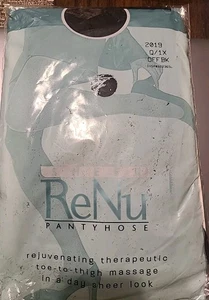 2019
Q/1X
OFFBK
ReNu
PANTYHOSE
rejuvenating therapeutic
toe-to-thigh massage
in a day sheer look